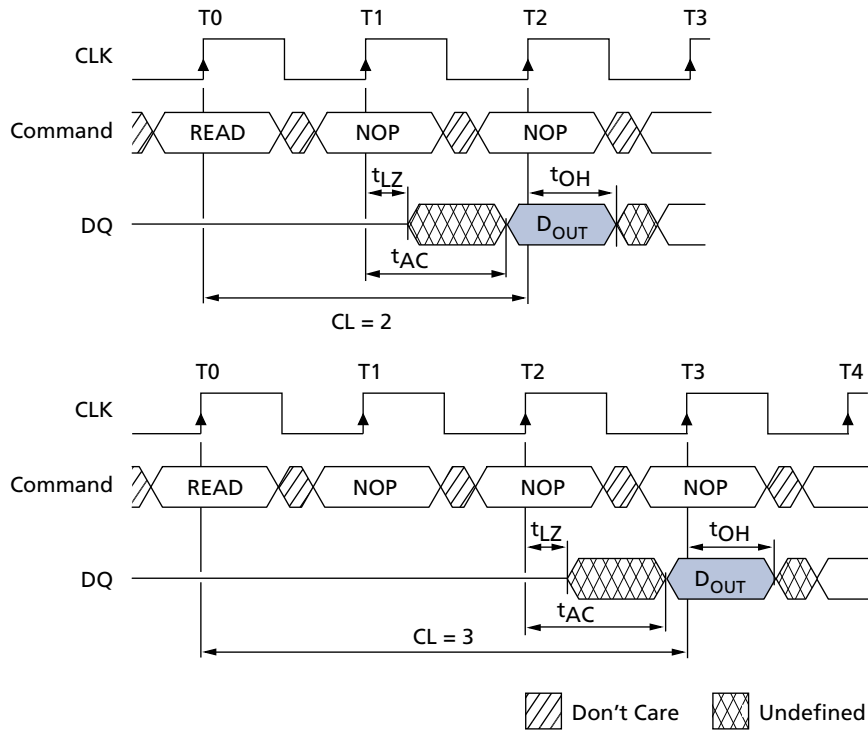 T0 T1 T2 T3
CLK
Command READ NOP NOP
tLZ tOH
DQ DOUT
tAC
CL = 2
T0 T1 T2 T3 T4
CLK
Command READ NOP NOP NOP
tLZ tOH
DQ DOUT
tAC
CL = 3
Don't Care Undefined